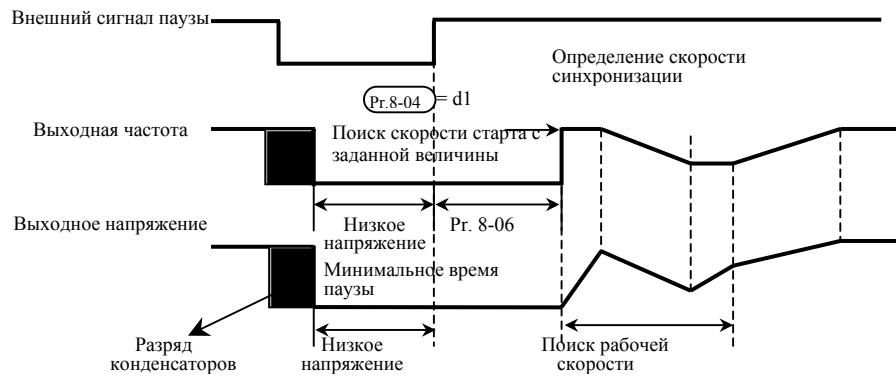 Внешний сигнал паузы
Определение скорости
синхронизации
Pr.8-04 = d1
Выходная частота
Поиск скорости старта с
заданной величины
Низкое
напряжение
Pr. 8-06
Выходное напряжение
Минимальное время
паузы
Разряд
конденсаторов
Низкое
напряжение
Поиск рабочей
скорости